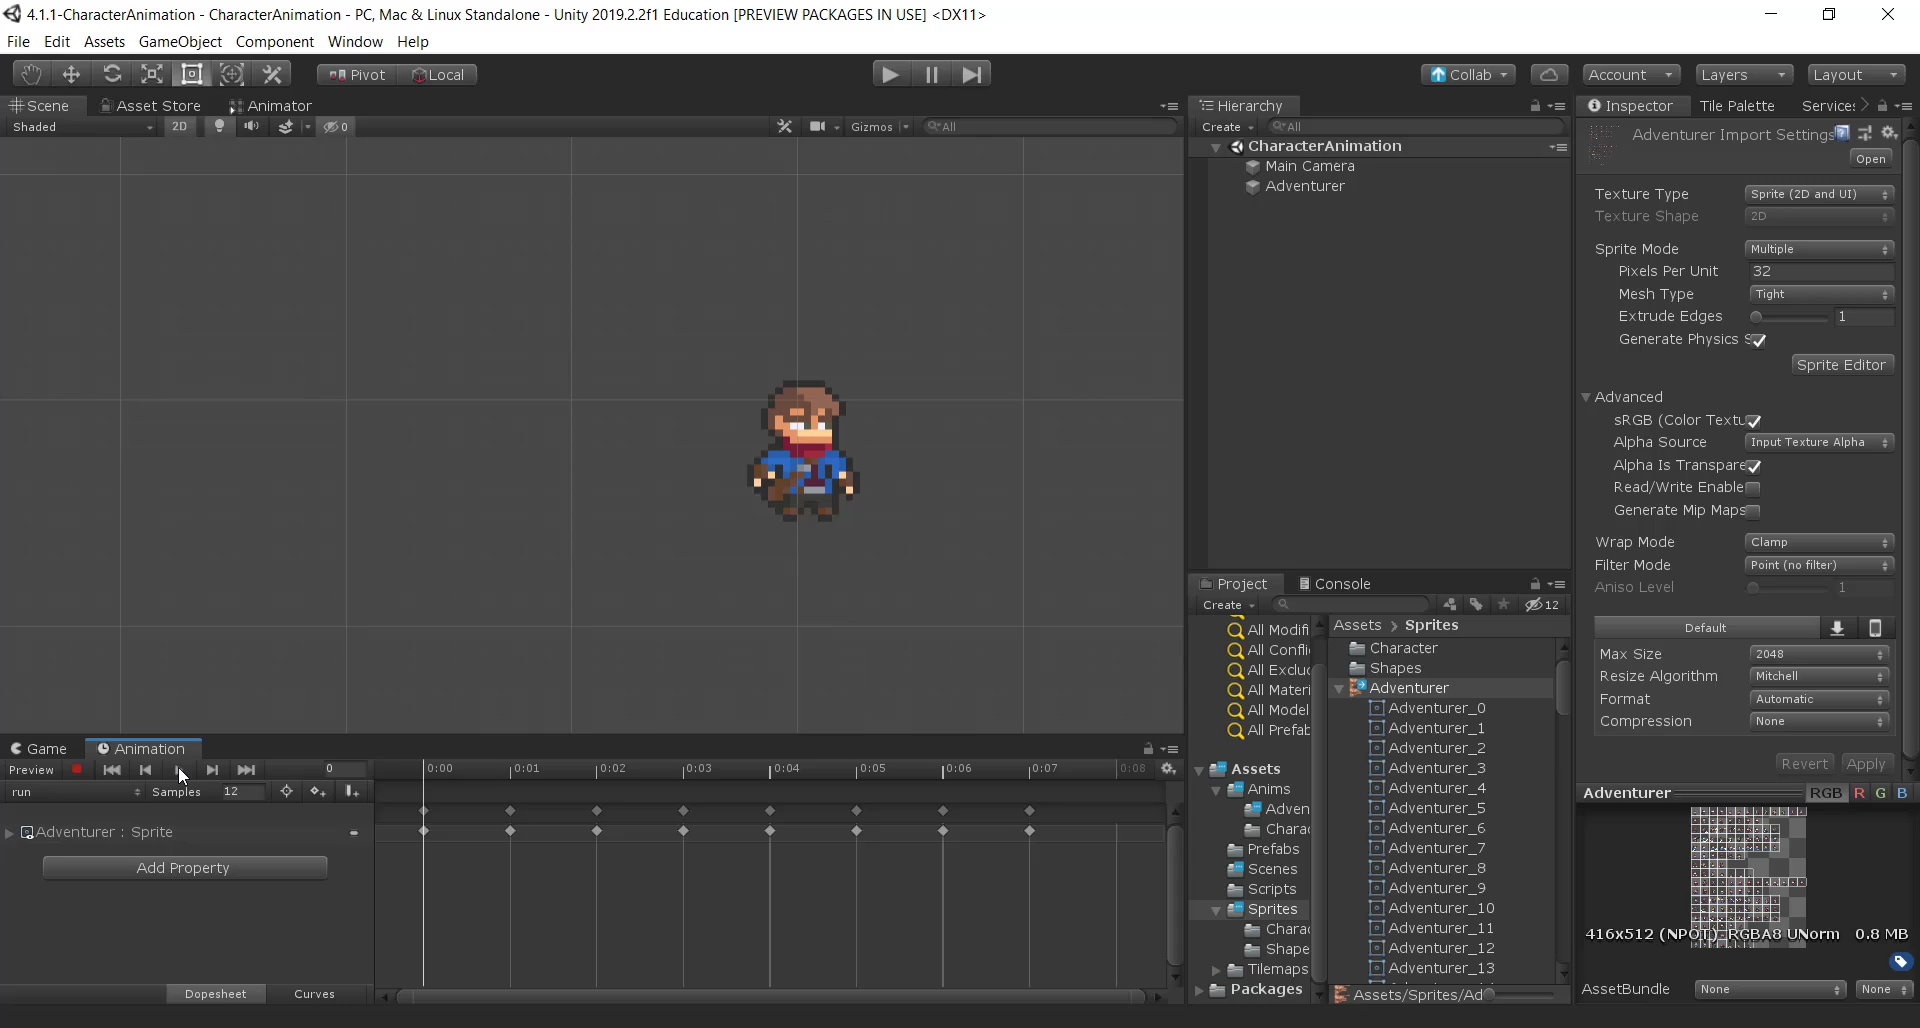 4.1.1-CharacterAnimation - CharacterAnimation - PC, Mac & Linux Standalone - Unity 2019.2.2f1 Education [PREVIEW PACKAGES IN USE] <DX11>
File Edit Assets GameObject Component Window Help
Pivot Local Collab Account Layers Layout
Scene Asset Store Animator
Shaded 2D 0 Gizmos All
Hierarchy
Create All
CharacterAnimation
Main Camera
Adventurer
Inspector Tile Palette Service
Adventurer Import Settings
Open
Texture Type Sprite (2D and UI)
Texture Shape 2D
Sprite Mode Multiple
Pixels Per Unit 32
Mesh Type Tight
Extrude Edges 1
Generate Physics S
Sprite Editor
Advanced
sRGB (Color Textu
Alpha Source Input Texture Alpha
Alpha Is Transpare
Read/Write Enable
Generate Mip Maps
Wrap Mode Clamp
Filter Mode Point (no filter)
Aniso Level 1
Default
Max Size 2048
Resize Algorithm Mitchell
Format Automatic
Compression None
Revert Apply
Adventurer RGB R G B
416x512 (NPOT) RGBA8 UNorm 0.8 MB
AssetBundle None None
Project Console
Create 12
All Modifi
All Confli
All Exclu
All Materi
All Model
All Prefab
Assets
Anims
Adven
Charac
Prefabs
Scenes
Scripts
Sprites
Charac
Shape
Tilemaps
Packages
Assets > Sprites
Character
Shapes
Adventurer
Adventurer_0
Adventurer_1
Adventurer_2
Adventurer_3
Adventurer_4
Adventurer_5
Adventurer_6
Adventurer_7
Adventurer_8
Adventurer_9
Adventurer_10
Adventurer_11
Adventurer_12
Adventurer_13
Assets/Sprites/Ad
Game Animation
Preview 0 0:00 0:01 0:02 0:03 0:04 0:05 0:06 0:07 0:08
run Samples 12
Adventurer : Sprite
Add Property
Dopesheet Curves